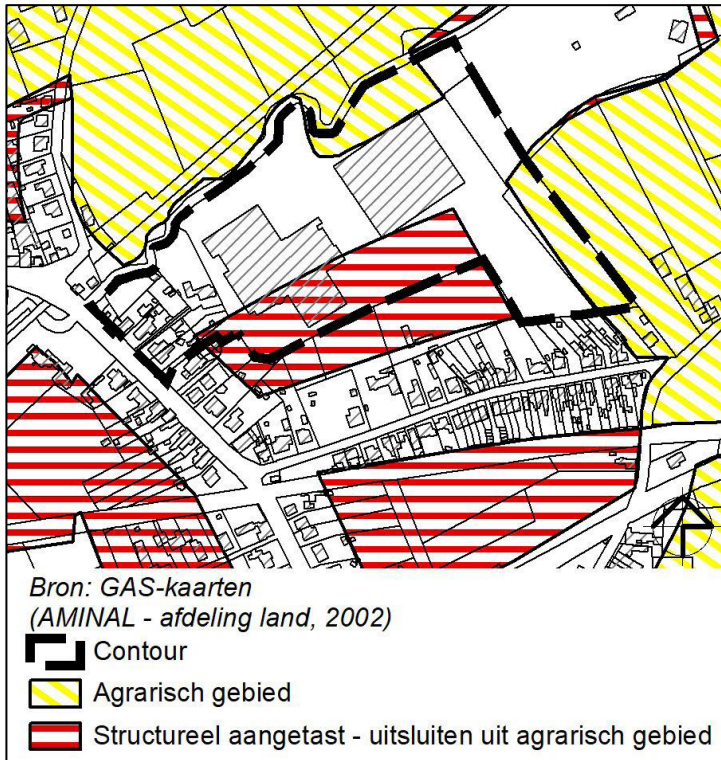 Bron: GAS-kaarten
(AMINAL - afdeling land, 2002)
Contour
Agrarisch gebied
Structureel aangetast - uitsluiten uit agrarisch gebied